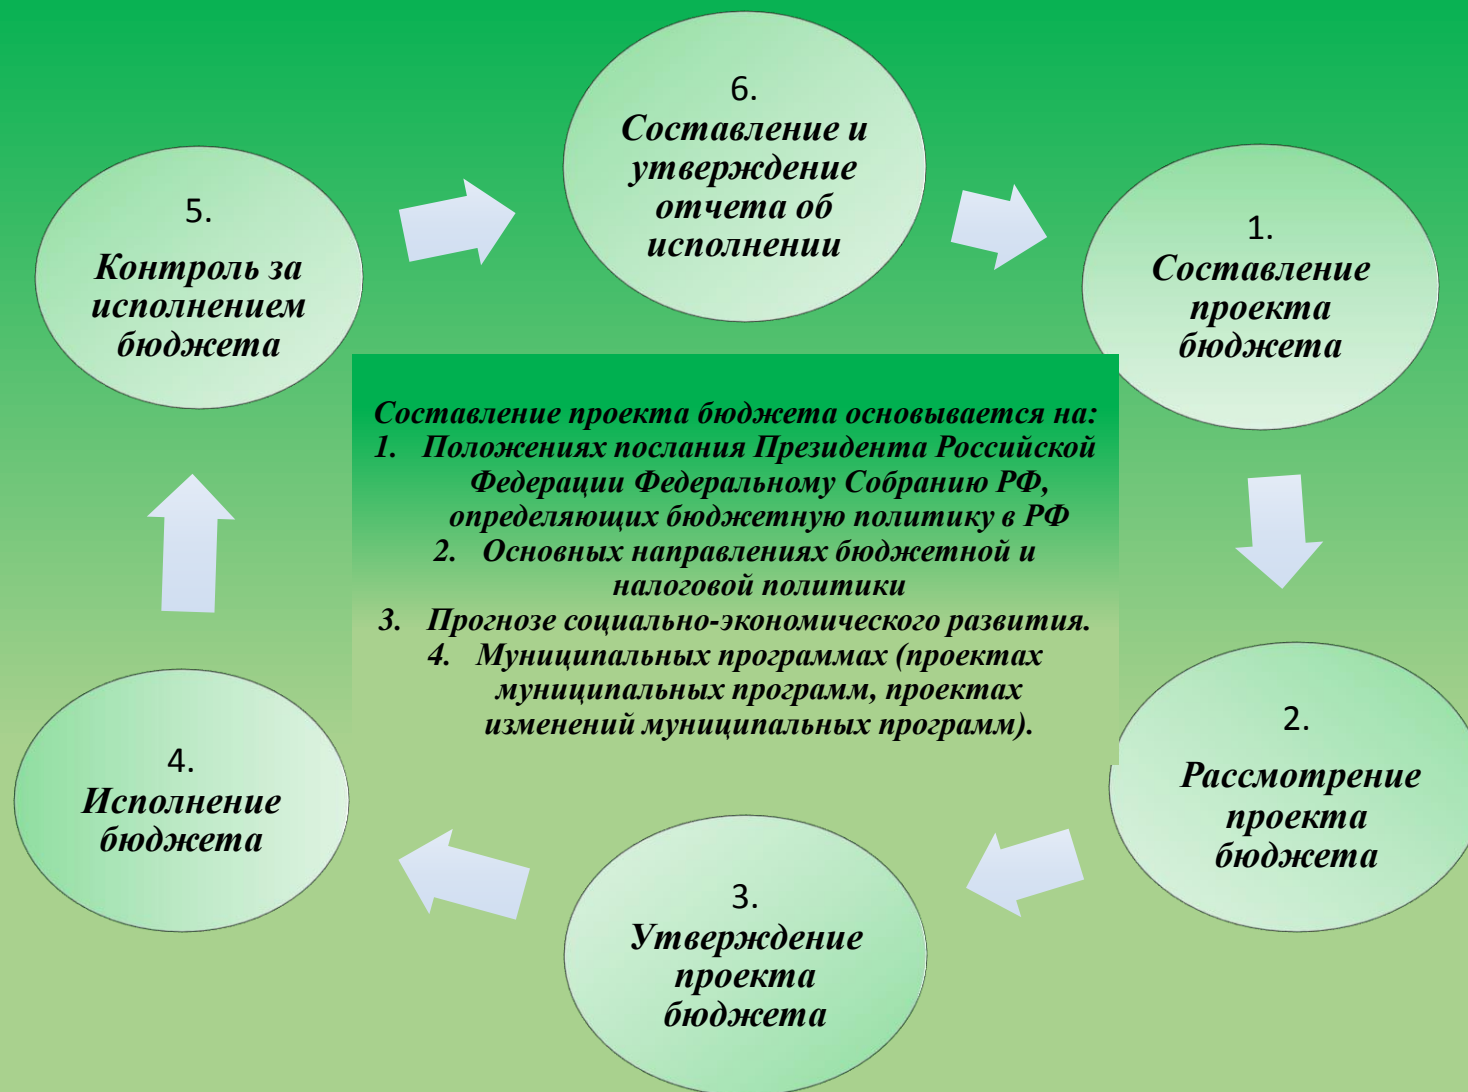 6.
Составление и
утверждение
отчета об
исполнении
5.
Контроль за
исполнением
бюджета
1.
Составление
проекта
бюджета
Составление проекта бюджета основывается на:
1. Положениях послания Президента Российской
Федерации Федеральному Собранию РФ,
определяющих бюджетную политику в РФ
2. Основных направлениях бюджетной и
налоговой политики
3. Прогнозе социально-экономического развития.
4. Муниципальных программах (проектах
муниципальных программ, проектах
изменений муниципальных программ).
2.
Рассмотрение
проекта
бюджета
4.
Исполнение
бюджета
3.
Утверждение
проекта
бюджета